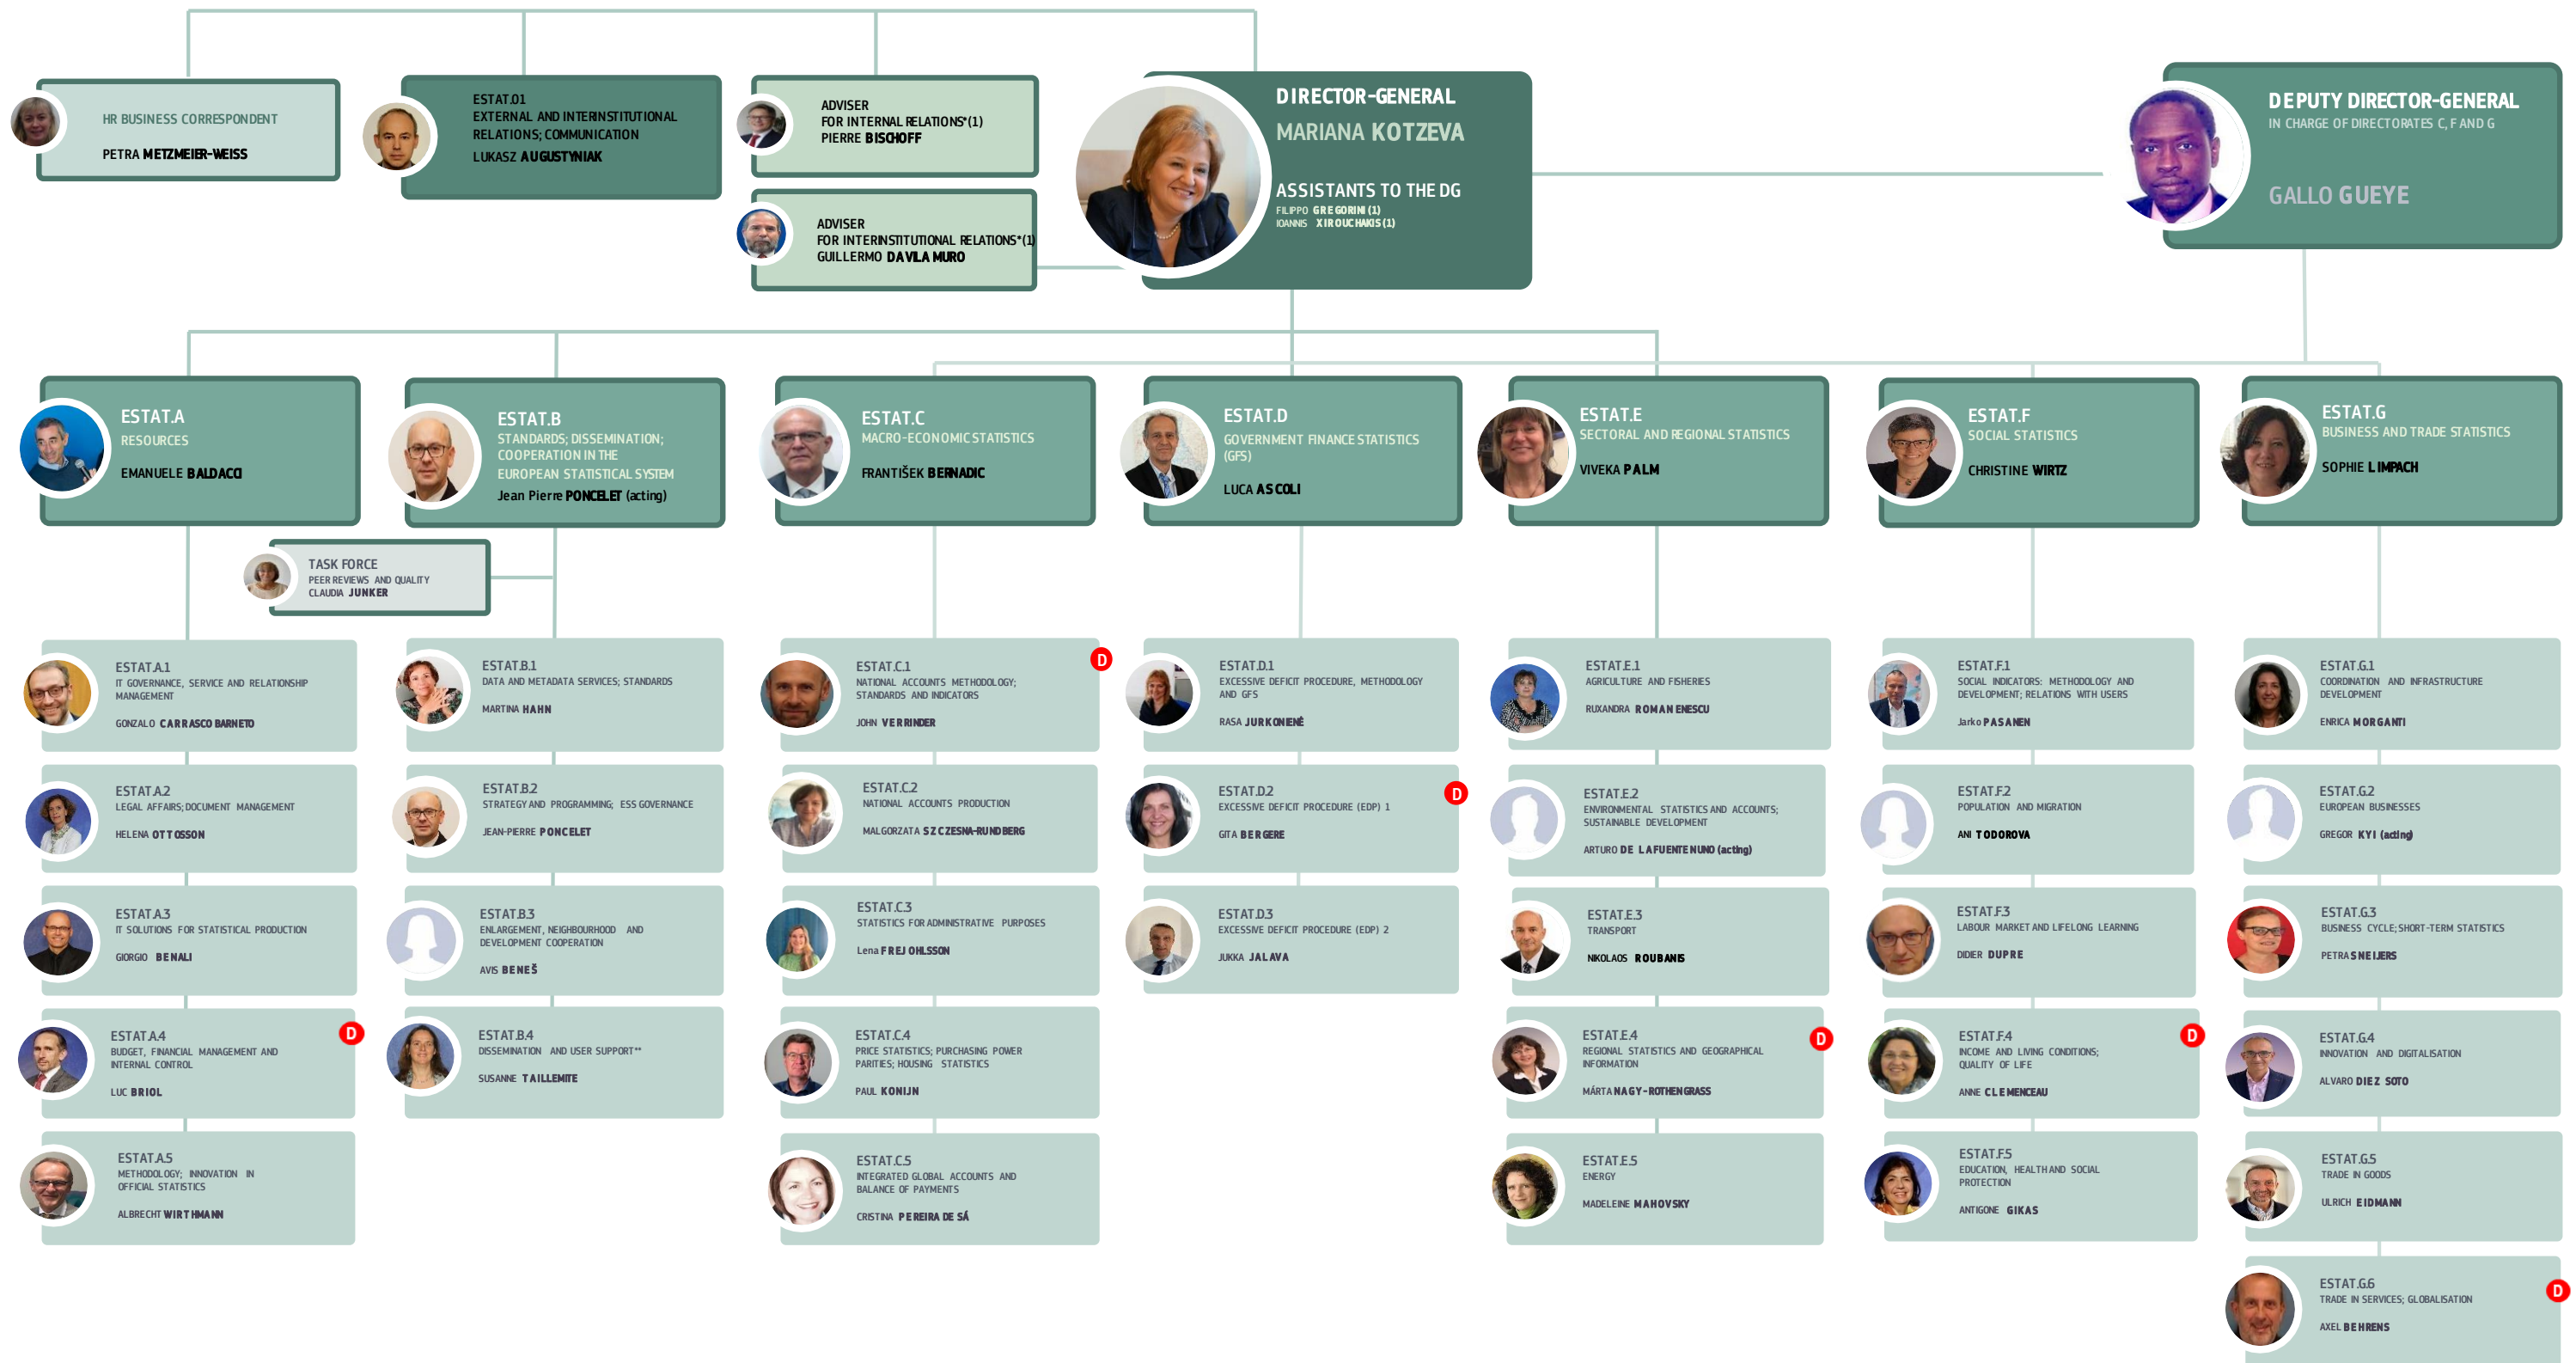 HR BUSINESS CORRESPONDENT
PETRA METZMEIER-WEISS
ESTAT.01
EXTERNAL AND INTERINSTITUTIONAL
RELATIONS; COMMUNICATION
LUKASZ AUGUSTYNIAK
ADVISER
FOR INTERNAL RELATIONS*(1)
PIERRE BISCHOFF
ADVISER
FOR INTERINSTITUTIONAL RELATIONS*(1)
GUILLERMO DAVILA MURO
DIRECTOR-GENERAL
MARIANA KOTZEVA
ASSISTANTS TO THE DG
FILIPPO GREGORINI (1)
IOANNIS XIROUCHAKIS (1)
DEPUTY DIRECTOR-GENERAL
IN CHARGE OF DIRECTORATES C, F AND G
GALLO GUEYE
ESTAT.A
RESOURCES
EMANUELE BALDACCI
ESTAT.B
STANDARDS; DISSEMINATION;
COOPERATION IN THE
EUROPEAN STATISTICAL SYSTEM
Jean Pierre PONCELET (acting)
ESTAT.C
MACRO-ECONOMIC STATISTICS
FRANTIŠEK BERNADIC
ESTAT.D
GOVERNMENT FINANCE STATISTICS
(GFS)
LUCA ASCOLI
ESTAT.E
SECTORAL AND REGIONAL STATISTICS
VIVEKA PALM
ESTAT.F
SOCIAL STATISTICS
CHRISTINE WIRTZ
ESTAT.G
BUSINESS AND TRADE STATISTICS
SOPHIE LIMPACH
TASK FORCE
PEER REVIEWS AND QUALITY
CLAUDIA JUNKER
ESTAT.A.1
IT GOVERNANCE, SERVICE AND RELATIONSHIP
MANAGEMENT
GONZALO CARRASCO BARNETO
ESTAT.A.2
LEGAL AFFAIRS; DOCUMENT MANAGEMENT
HELENA OTTOSSON
ESTAT.A.3
IT SOLUTIONS FOR STATISTICAL PRODUCTION
GIORGIO BENALI
ESTAT.A.4
D
BUDGET, FINANCIAL MANAGEMENT AND
INTERNAL CONTROL
LUC BRIOL
ESTAT.A.5
METHODOLOGY; INNOVATION IN
OFFICIAL STATISTICS
ALBRECHT WIRTHMANN
ESTAT.B.1
DATA AND METADATA SERVICES; STANDARDS
MARTINA HAHN
ESTAT.B.2
STRATEGY AND PROGRAMMING; ESS GOVERNANCE
JEAN-PIERRE PONCELET
ESTAT.B.3
ENLARGEMENT, NEIGHBOURHOOD AND
DEVELOPMENT COOPERATION
AVIS BENEŠ
ESTAT.B.4
DISSEMINATION AND USER SUPPORT**
SUSANNE TAILLEMITE
ESTAT.C.1
D
NATIONAL ACCOUNTS METHODOLOGY;
STANDARDS AND INDICATORS
JOHN VERRINDER
ESTAT.C.2
NATIONAL ACCOUNTS PRODUCTION
MALGORZATA SZCZESNA-RUNDBERG
ESTAT.C.3
STATISTICS FOR ADMINISTRATIVE PURPOSES
Lena FREJ OHLSSON
ESTAT.C.4
PRICE STATISTICS; PURCHASING POWER
PARITIES; HOUSING STATISTICS
PAUL KONIJN
ESTAT.C.5
INTEGRATED GLOBAL ACCOUNTS AND
BALANCE OF PAYMENTS
CRISTINA PEREIRA DE SÁ
ESTAT.D.1
EXCESSIVE DEFICIT PROCEDURE, METHODOLOGY
AND GFS
RASA JURKONIENĖ
ESTAT.D.2
D
EXCESSIVE DEFICIT PROCEDURE (EDP) 1
GITA BERGERE
ESTAT.D.3
EXCESSIVE DEFICIT PROCEDURE (EDP) 2
JUKKA JALAVA
ESTAT.E.1
AGRICULTURE AND FISHERIES
RUXANDRA ROMAN ENESCU
ESTAT.E.2
ENVIRONMENTAL STATISTICS AND ACCOUNTS;
SUSTAINABLE DEVELOPMENT
ARTURO DE LA FUENTE NUNO (acting)
ESTAT.E.3
TRANSPORT
NIKOLAOS ROUBANIS
ESTAT.E.4
D
REGIONAL STATISTICS AND GEOGRAPHICAL
INFORMATION
MÁRTA NAGY-ROTHENGRASS
ESTAT.E.5
ENERGY
MADELEINE MAHOVSKY
ESTAT.F.1
SOCIAL INDICATORS: METHODOLOGY AND
DEVELOPMENT; RELATIONS WITH USERS
Jarko PASANEN
ESTAT.F.2
POPULATION AND MIGRATION
ANI TODOROVA
ESTAT.F.3
LABOUR MARKET AND LIFELONG LEARNING
DIDIER DUPRE
ESTAT.F.4
D
INCOME AND LIVING CONDITIONS;
QUALITY OF LIFE
ANNE CLEMENCEAU
ESTAT.F.5
EDUCATION, HEALTH AND SOCIAL
PROTECTION
ANTIGONE GIKAS
ESTAT.G.1
COORDINATION AND INFRASTRUCTURE
DEVELOPMENT
ENRICA MORGANTI
ESTAT.G.2
EUROPEAN BUSINESSES
GREGOR KYI (acting)
ESTAT.G.3
BUSINESS CYCLE; SHORT-TERM STATISTICS
PETRA SNEIJERS
ESTAT.G.4
INNOVATION AND DIGITALISATION
ALVARO DIEZ SOTO
ESTAT.G.5
TRADE IN GOODS
ULRICH EIDMANN
ESTAT.G.6
D
TRADE IN SERVICES; GLOBALISATION
AXEL BEHRENS